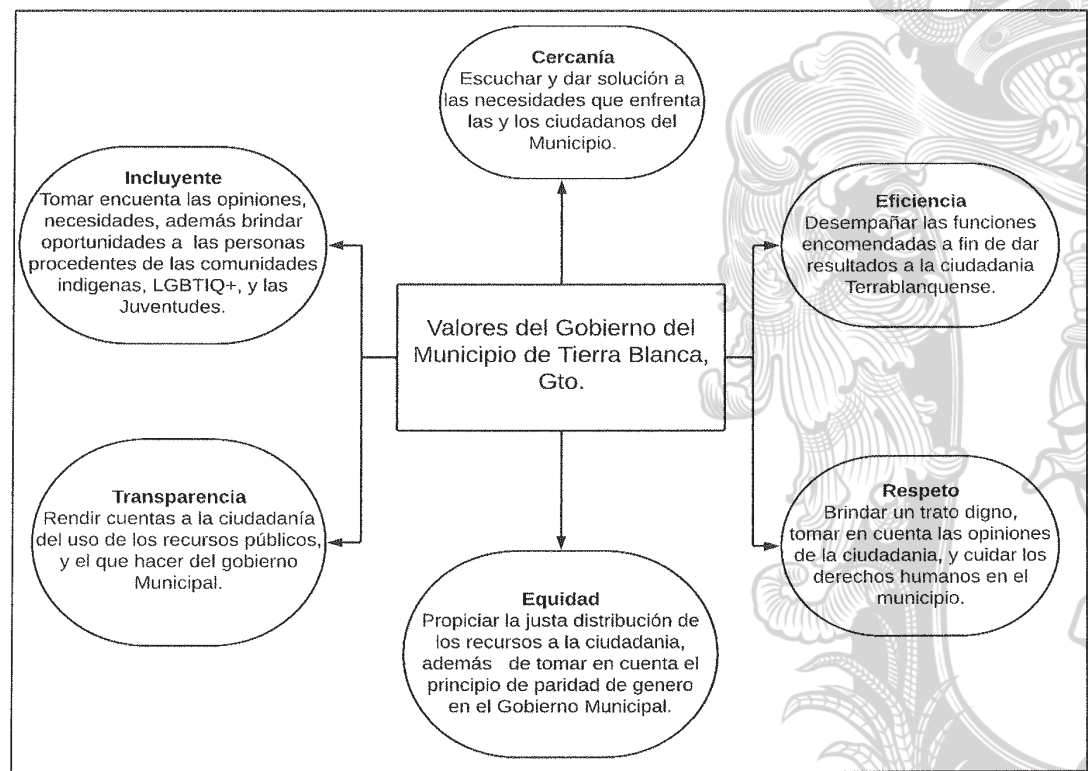 Cercanía
Escuchar y dar solución a
las necesidades que enfrenta
las y los ciudadanos del
Municipio.
Incluyente
Tomar encuenta las opiniones,
necesidades, además brindar
oportunidades a las personas
procedentes de las comunidades
indigenas, LGBTIQ+, y las
Juventudes.
Eficiencia
Desempañar las funciones
encomendadas a fin de dar
resultados a la ciudadania
Terrablanquense.
Valores del Gobierno del
Municipio de Tierra Blanca,
Gto.
Transparencia
Rendir cuentas a la ciudadanía
del uso de los recursos públicos,
y el que hacer del gobierno
Municipal.
Respeto
Brindar un trato digno,
tomar en cuenta las opiniones
de la ciudadania, y cuidar los
derechos humanos en el
municipio.
Equidad
Propiciar la justa distribución de
los recursos a la ciudadania,
además de tomar en cuenta el
principio de paridad de genero
en el Gobierno Municipal.